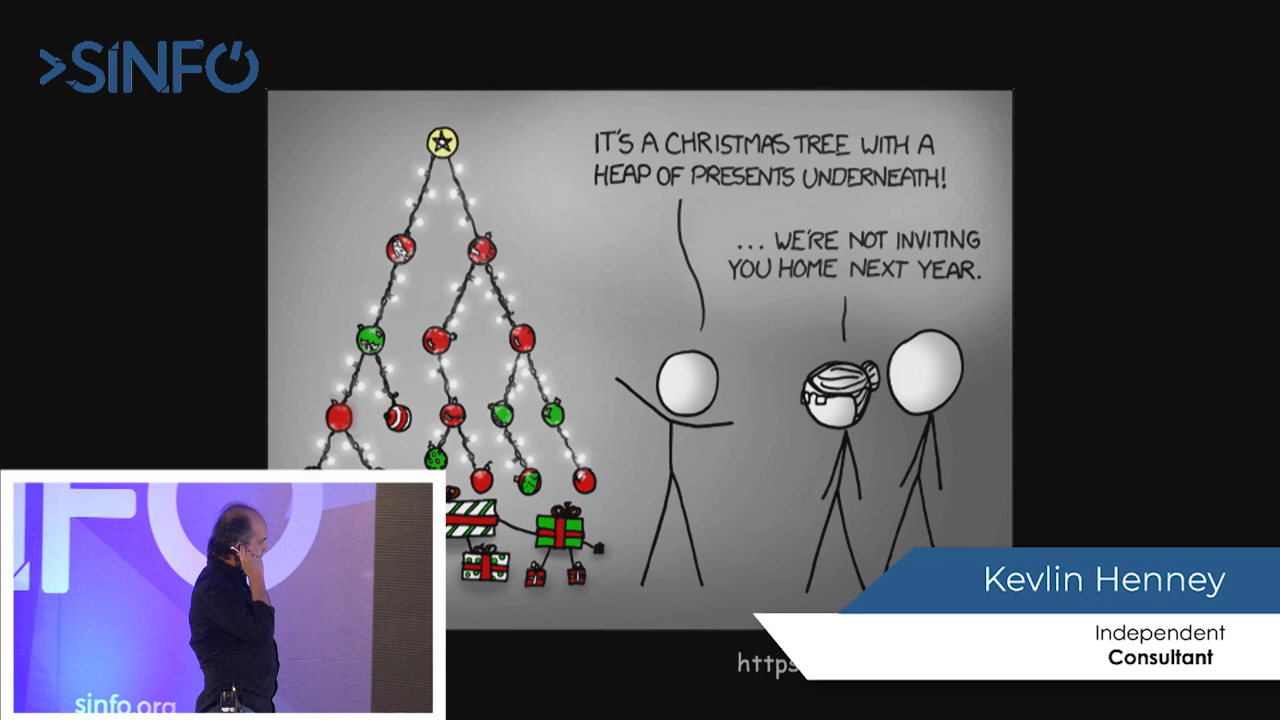 >SINFO
IT'S A CHRISTMAS TREE WITH A
HEAP OF PRESENTS UNDERNEATH!
... WE'RE NOT INVITING
YOU HOME NEXT YEAR.
NFO
sinfo.org
Kevlin Henney
Independent
Consultant
https